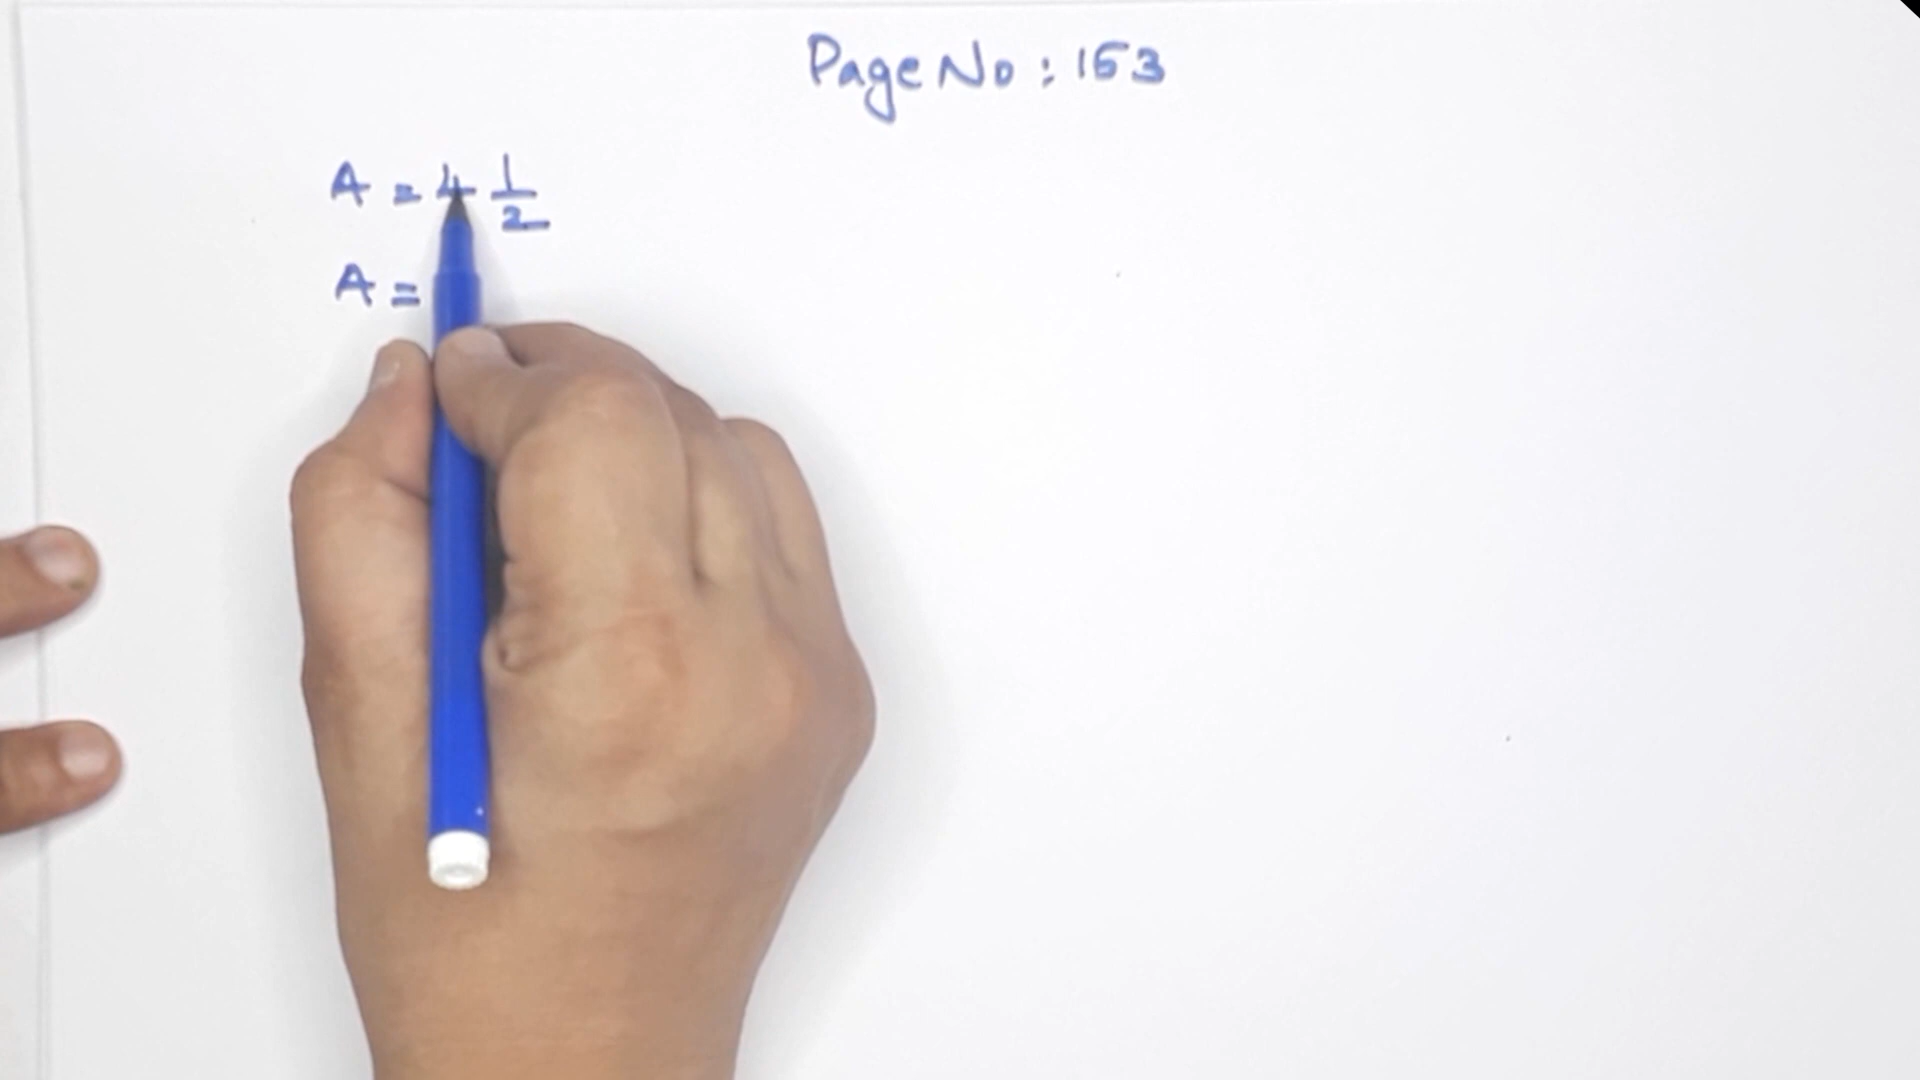 Page No : 153
A = 4 1/2
A =